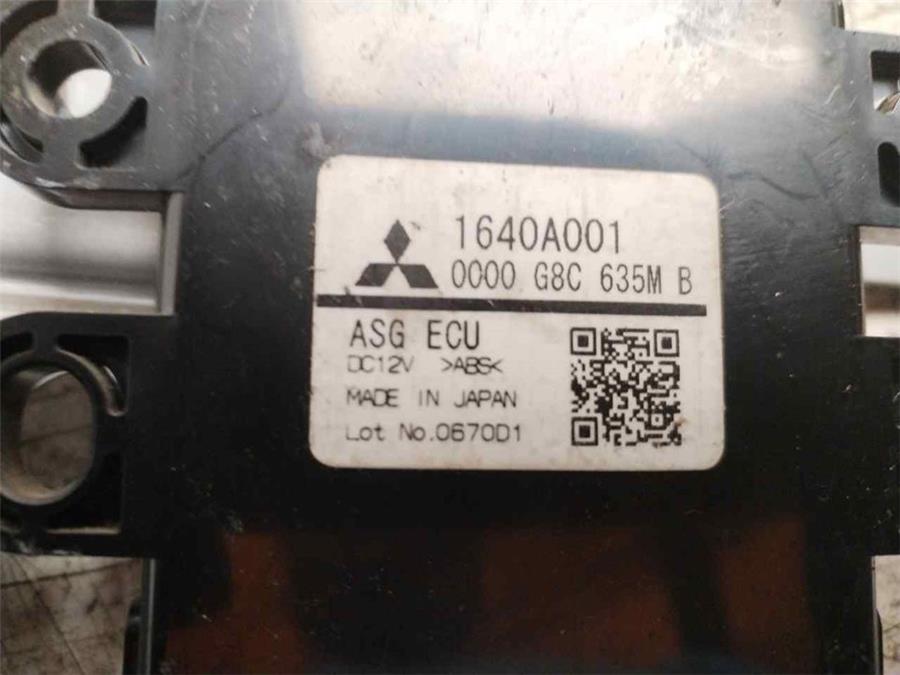 1640A001
0000 G8C 635M B
ASG ECU
DC12V >ABS<
MADE IN JAPAN
Lot No.0670D1